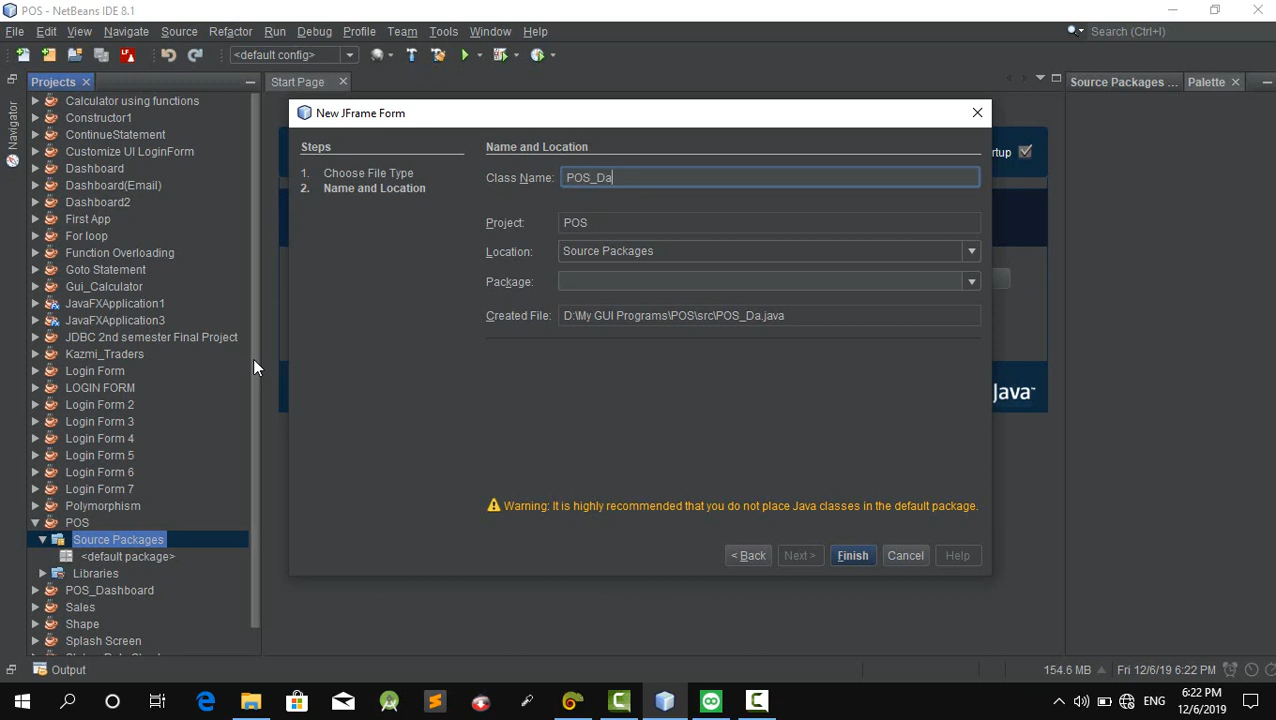 POS - NetBeans IDE 8.1
File Edit View Navigate Source Refactor Run Debug Profile Team Tools Window Help
Search (Ctrl+I)
<default config>
Projects
Start Page
Source Packages ...
Palette
Navigator
Calculator using functions
Constructor1
ContinueStatement
Customize UI LoginForm
Dashboard
Dashboard(Email)
Dashboard2
First App
For loop
Function Overloading
Goto Statement
Gui_Calculator
JavaFXApplication1
JavaFXApplication3
JDBC 2nd semester Final Project
Kazmi_Traders
Login Form
LOGIN FORM
Login Form 2
Login Form 3
Login Form 4
Login Form 5
Login Form 6
Login Form 7
Polymorphism
POS
Source Packages
<default package>
Libraries
POS_Dashboard
Sales
Shape
Splash Screen
New JFrame Form
Steps
1. Choose File Type
2. Name and Location
Name and Location
Class Name: POS_Da
Project: POS
Location: Source Packages
Package:
Created File: D:\My GUI Programs\POS\src\POS_Da.java
Warning: It is highly recommended that you do not place Java classes in the default package.
< Back Next > Finish Cancel Help
rtup
Java™
Output
154.6 MB
Fri 12/6/19 6:22 PM
ENG
6:22 PM
12/6/2019